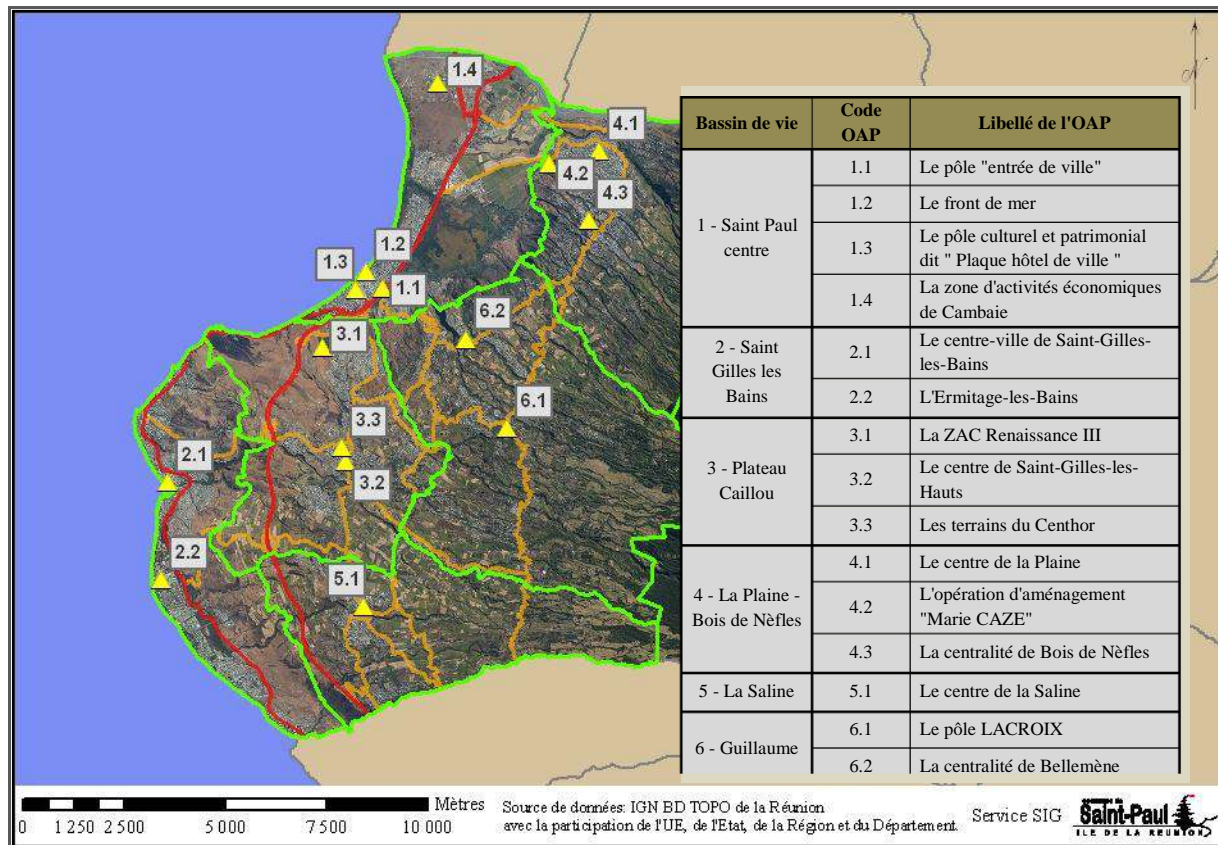 1.4
4.1
4.2
4.3
1.2
1.3
1.1
6.2
3.1
6.1
3.3
2.1
3.2
2.2
5.1
N
Bassin de vie
Code
OAP
Libellé de l'OAP
1 - Saint Paul
centre
1.1
Le pôle "entrée de ville"
1.2
Le front de mer
1.3
Le pôle culturel et patrimonial
dit " Plaque hôtel de ville "
1.4
La zone d'activités économiques
de Cambaie
2 - Saint
Gilles les
Bains
2.1
Le centre-ville de Saint-Gilles-
les-Bains
2.2
L'Ermitage-les-Bains
3 - Plateau
Caillou
3.1
La ZAC Renaissance III
3.2
Le centre de Saint-Gilles-les-
Hauts
3.3
Les terrains du Centhor
4 - La Plaine -
Bois de Nèfles
4.1
Le centre de la Plaine
4.2
L'opération d'aménagement
"Marie CAZE"
4.3
La centralité de Bois de Nèfles
5 - La Saline
5.1
Le centre de la Saline
6 - Guillaume
6.1
Le pôle LACROIX
6.2
La centralité de Bellemène
Mètres
0 1 250 2 500 5 000 7 500 10 000
Source de données: IGN BD TOPO de la Réunion
avec la participation de l'UE, de l'Etat, de la Région et du Département.
Service SIG
Saint-Paul
ILE DE LA REUNION